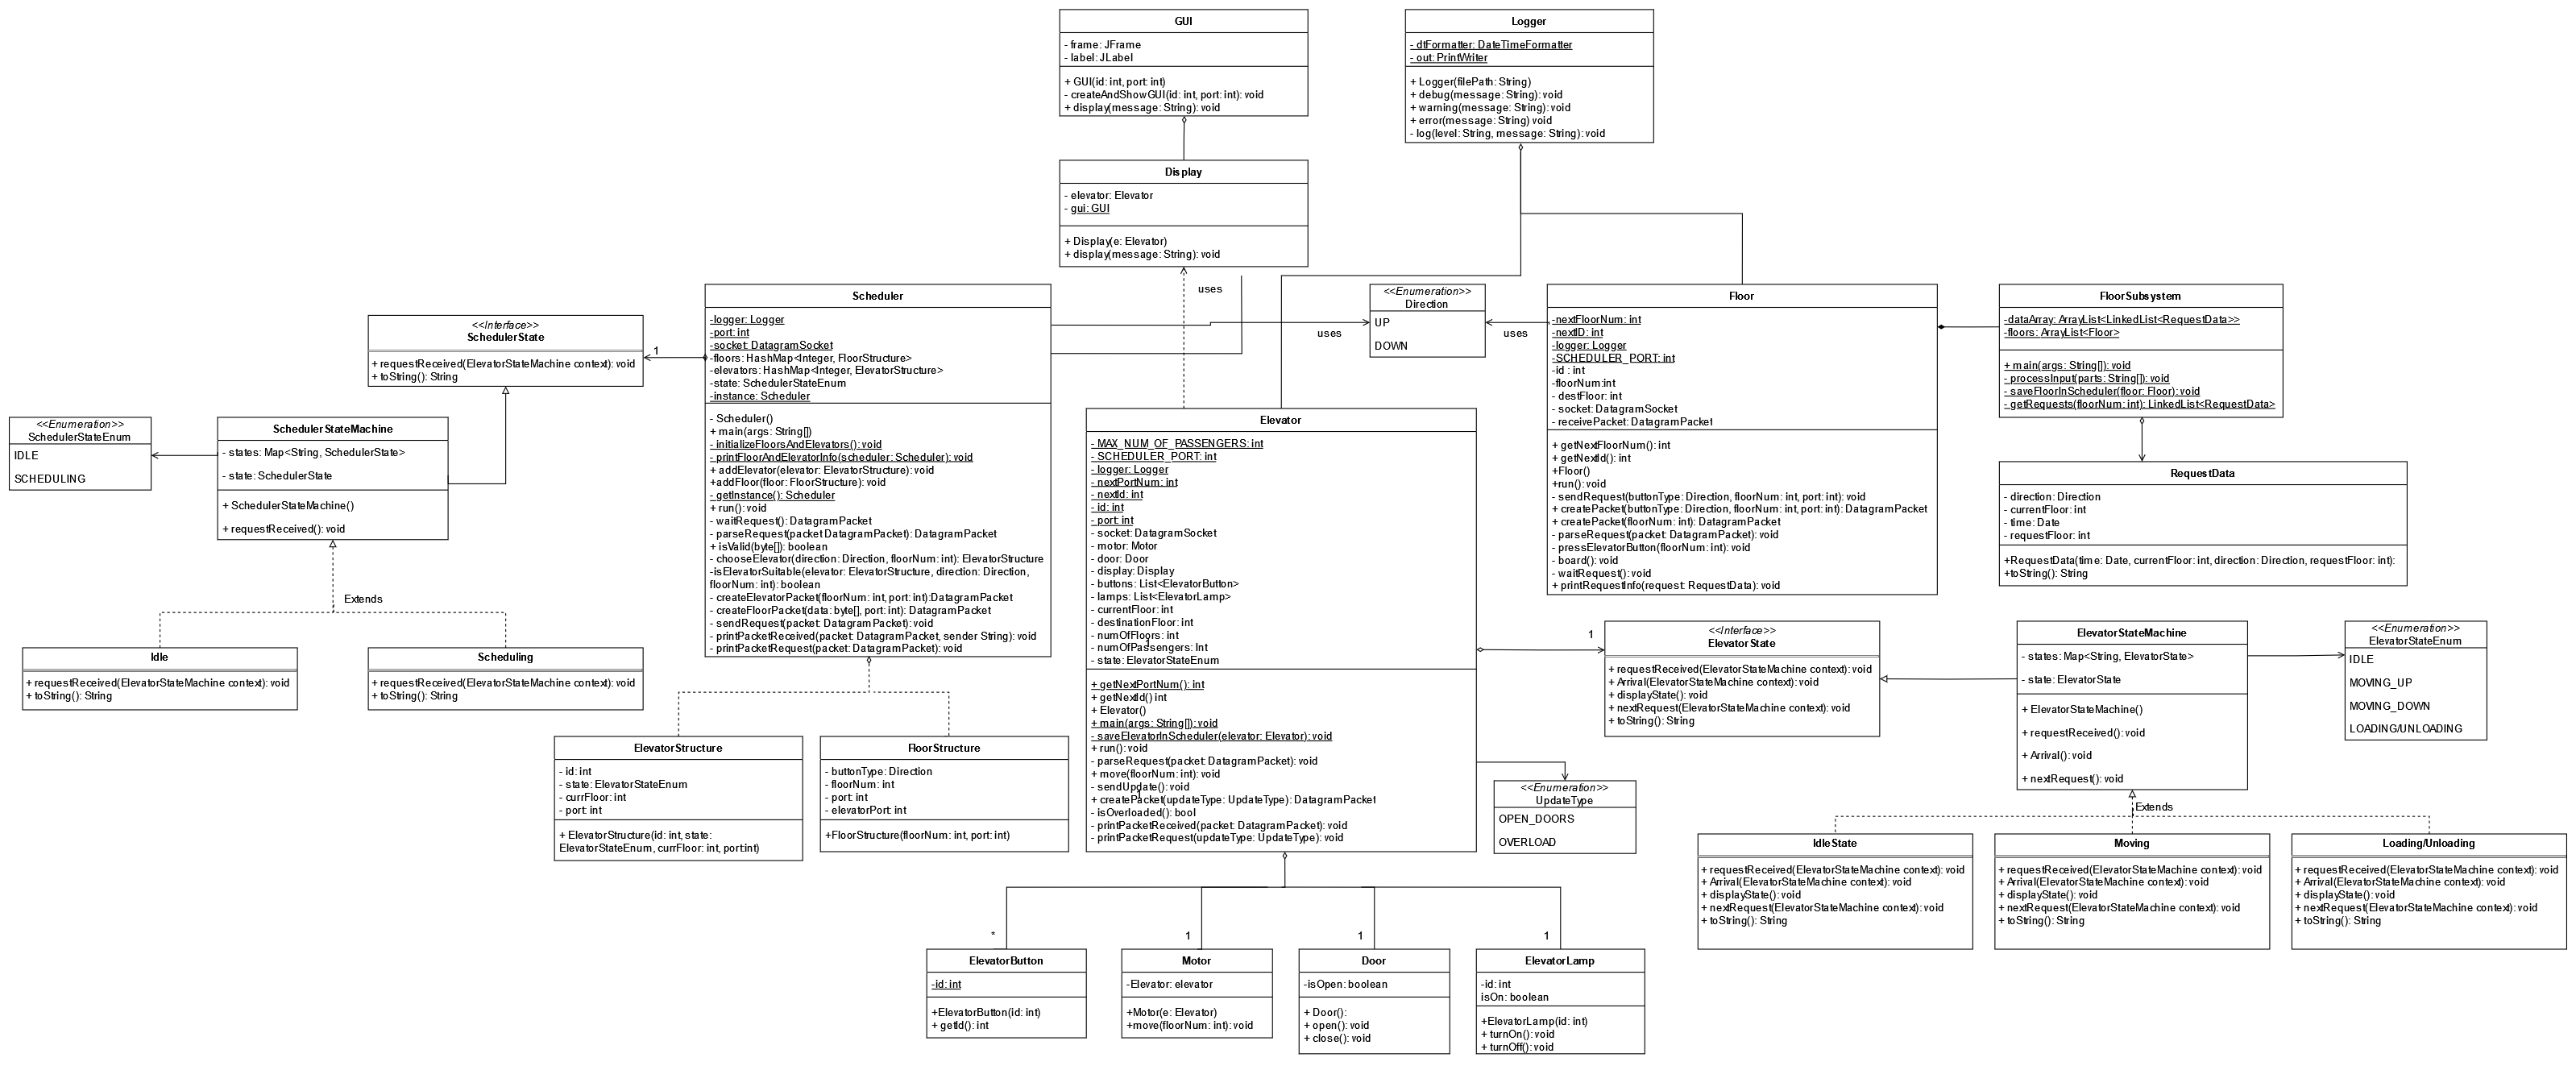 GUI
- frame: JFrame
- label: JLabel
+ GUI(id: int, port: int)
- createAndShowGUI(id: int, port: int): void
+ display(message: String): void
Logger
- dtFormatter: DateTimeFormatter
- out: PrintWriter
+ Logger(filePath: String)
+ debug(message: String): void
+ warning(message: String): void
+ error(message: String) void
- log(level: String, message: String): void
Display
- elevator: Elevator
- gui: GUI
+ Display(e: Elevator)
+ display(message: String): void
uses
<<Interface>>
SchedulerState
+ requestReceived(ElevatorStateMachine context): void
+ toString(): String
1
Scheduler
-logger: Logger
-port: int
-socket: DatagramSocket
-floors: HashMap<Integer, FloorStructure>
-elevators: HashMap<Integer, ElevatorStructure>
-state: SchedulerStateEnum
-instance: Scheduler
- Scheduler()
+ main(args: String[])
- initializeFloorsAndElevators(): void
- printFloorAndElevatorInfo(scheduler: Scheduler): void
+ addElevator(elevator: ElevatorStructure): void
+addFloor(floor: FloorStructure): void
- getInstance(): Scheduler
+ run(): void
- waitRequest(): DatagramPacket
- parseRequest(packet DatagramPacket): DatagramPacket
+ isValid(byte[]): boolean
- chooseElevator(direction: Direction, floorNum: int): ElevatorStructure
-isElevatorSuitable(elevator: ElevatorStructure, direction: Direction,
floorNum: int): boolean
- createElevatorPacket(floorNum: int, port: int):DatagramPacket
- createFloorPacket(data: byte[], port: int): DatagramPacket
- sendRequest(packet: DatagramPacket): void
- printPacketReceived(packet: DatagramPacket, sender String): void
- printPacketRequest(packet: DatagramPacket): void
uses
<<Enumeration>>
Direction
UP
DOWN
uses
Floor
-nextFloorNum: int
-nextID: int
-logger: Logger
-SCHEDULER_PORT: int
-id : int
-floorNum:int
- destFloor: int
- socket: DatagramSocket
- receivePacket: DatagramPacket
+ getNextFloorNum(): int
+ getNextId(): int
+Floor()
+run(): void
- sendRequest(buttonType: Direction, floorNum: int, port: int): void
+ createPacket(buttonType: Direction, floorNum: int, port: int): DatagramPacket
+ createPacket(floorNum: int): DatagramPacket
- parseRequest(packet: DatagramPacket): void
- pressElevatorButton(floorNum: int): void
- board(): void
- waitRequest(): void
+ printRequestInfo(request: RequestData): void
FloorSubsystem
-dataArray: ArrayList<LinkedList<RequestData>>
-floors: ArrayList<Floor>
+ main(args: String[]): void
- processInput(parts: String[]): void
- saveFloorInScheduler(floor: Floor): void
- getRequests(floorNum: int): LinkedList<RequestData>
RequestData
- direction: Direction
- currentFloor: int
- time: Date
- requestFloor: int
+RequestData(time: Date, currentFloor: int, direction: Direction, requestFloor: int):
+toString(): String
<<Enumeration>>
SchedulerStateEnum
IDLE
SCHEDULING
SchedulerStateMachine
- states: Map<String, SchedulerState>
- state: SchedulerState
+ SchedulerStateMachine()
+ requestReceived(): void
Extends
Idle
+ requestReceived(ElevatorStateMachine context): void
+ toString(): String
Scheduling
+ requestReceived(ElevatorStateMachine context): void
+ toString(): String
ElevatorStructure
- id: int
- state: ElevatorStateEnum
- currFloor: int
- port: int
+ ElevatorStructure(id: int, state:
ElevatorStateEnum, currFloor: int, port:int)
FloorStructure
- buttonType: Direction
- floorNum: int
- port: int
- elevatorPort: int
+FloorStructure(floorNum: int, port: int)
Elevator
- MAX_NUM_OF_PASSENGERS: int
- SCHEDULER_PORT: int
- logger: Logger
- nextPortNum: int
- nextId: int
- id: int
- port: int
- socket: DatagramSocket
- motor: Motor
- door: Door
- display: Display
- buttons: List<ElevatorButton>
- lamps: List<ElevatorLamp>
- currentFloor: int
- destinationFloor: int
- numOfFloors: int
- numOfPassengers: Int
1
- state: ElevatorStateEnum
+ getNextPortNum(): int
+ getNextId() int
+ Elevator()
+ main(args: String[]): void
- saveElevatorInScheduler(elevator: Elevator): void
+ run(): void
- parseRequest(packet: DatagramPacket): void
+ move(floorNum: int): void
- sendUpdate(): void
1
+ createPacket(updateType: UpdateType): DatagramPacket
- isOverloaded(): bool
- printPacketReceived(packet: DatagramPacket): void
- printPacketRequest(updateType: UpdateType): void
1
<<Interface>>
ElevatorState
+ requestReceived(ElevatorStateMachine context): void
+ Arrival(ElevatorStateMachine context): void
+ displayState(): void
+ nextRequest(ElevatorStateMachine context): void
+ toString(): String
ElevatorStateMachine
- states: Map<String, ElevatorState>
- state: ElevatorState
+ ElevatorStateMachine()
+ requestReceived(): void
+ Arrival(): void
+ nextRequest(): void
<<Enumeration>>
ElevatorStateEnum
IDLE
MOVING_UP
MOVING_DOWN
LOADING/UNLOADING
<<Enumeration>>
UpdateType
OPEN_DOORS
OVERLOAD
Extends
IdleState
+ requestReceived(ElevatorStateMachine context): void
+ Arrival(ElevatorStateMachine context): void
+ displayState(): void
+ nextRequest(ElevatorStateMachine context): void
+ toString(): String
Moving
+ requestReceived(ElevatorStateMachine context): void
+ Arrival(ElevatorStateMachine context): void
+ displayState(): void
+ nextRequest(ElevatorStateMachine context): void
+ toString(): String
Loading/Unloading
+ requestReceived(ElevatorStateMachine context): void
+ Arrival(ElevatorStateMachine context): void
+ displayState(): void
+ nextRequest(ElevatorStateMachine context): void
+ toString(): String
*
1
1
1
ElevatorButton
-id: int
+ElevatorButton(id: int)
+ getId(): int
Motor
-Elevator: elevator
+Motor(e: Elevator)
+move(floorNum: int): void
Door
-isOpen: boolean
+ Door():
+ open(): void
+ close(): void
ElevatorLamp
-id: int
isOn: boolean
+ElevatorLamp(id: int)
+ turnOn(): void
+ turnOff(): void